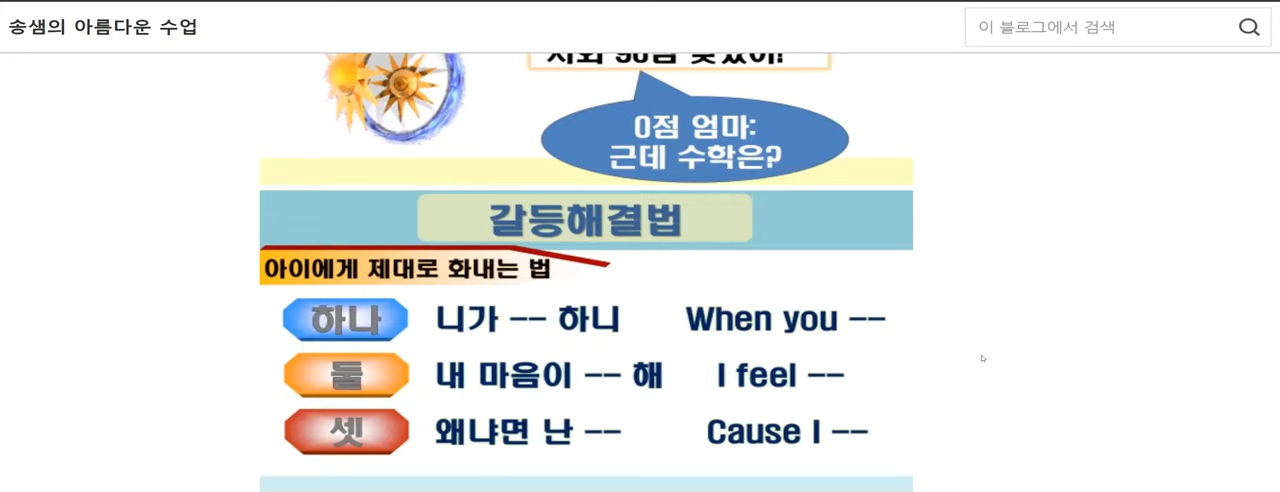 송샘의 아름다운 수업
이 블로그에서 검색
0점 엄마:
근데 수학은?
갈등해결법
아이에게 제대로 화내는 법
하나 니가 -- 하니 When you --
둘 내 마음이 -- 해 I feel --
셋 왜냐면 난 -- Cause I --